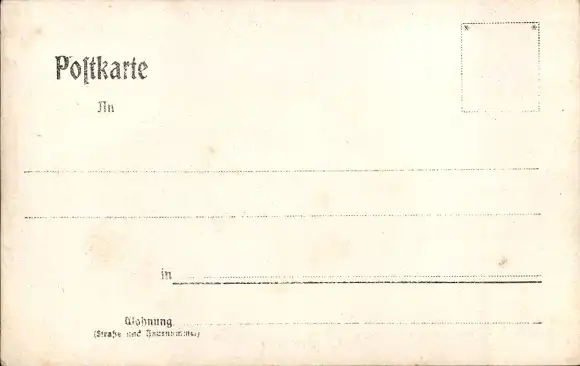 Poſtkarte
An
in
Wohnung
(Straße und Hausnummer)